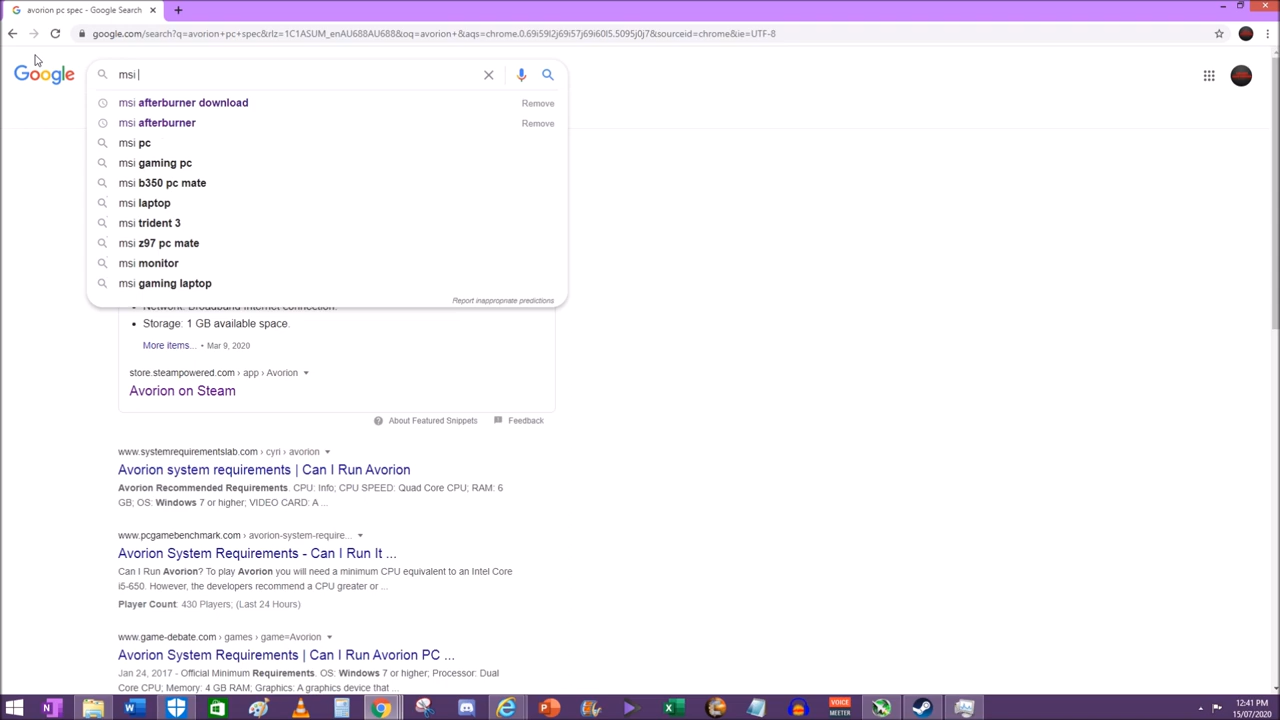 avorion pc spec - Google Search
google.com/search?q=avorion+pc+spec&rlz=1C1ASUM_enAU688AU688&oq=avorion+&aqs=chrome.0.69i59l2j69i57j69i60l5.5095j0j7&sourceid=chrome&ie=UTF-8
Google
msi
msi afterburner download Remove
msi afterburner Remove
msi pc
msi gaming pc
msi b350 pc mate
msi laptop
msi trident 3
msi z97 pc mate
msi monitor
msi gaming laptop
Report inappropriate predictions
Network: Broadband Internet connection.
Storage: 1 GB available space.
More items... • Mar 9, 2020
store.steampowered.com › app › Avorion
Avorion on Steam
About Featured Snippets Feedback
www.systemrequirementslab.com › cyri › avorion
Avorion system requirements | Can I Run Avorion
Avorion Recommended Requirements. CPU: Info; CPU SPEED: Quad Core CPU; RAM: 6
GB; OS: Windows 7 or higher; VIDEO CARD: A ...
www.pcgamebenchmark.com › avorion-system-require...
Avorion System Requirements - Can I Run It ...
Can I Run Avorion? To play Avorion you will need a minimum CPU equivalent to an Intel Core
i5-650. However, the developers recommend a CPU greater or ...
Player Count: 430 Players; (Last 24 Hours)
www.game-debate.com › games › game=Avorion
Avorion System Requirements | Can I Run Avorion PC ...
Jan 24, 2017 - Official Minimum Requirements. OS: Windows 7 or higher; Processor: Dual
Core CPU; Memory: 4 GB RAM; Graphics: A graphics device that ...
VOICE
MEETER
12:41 PM
15/07/2020